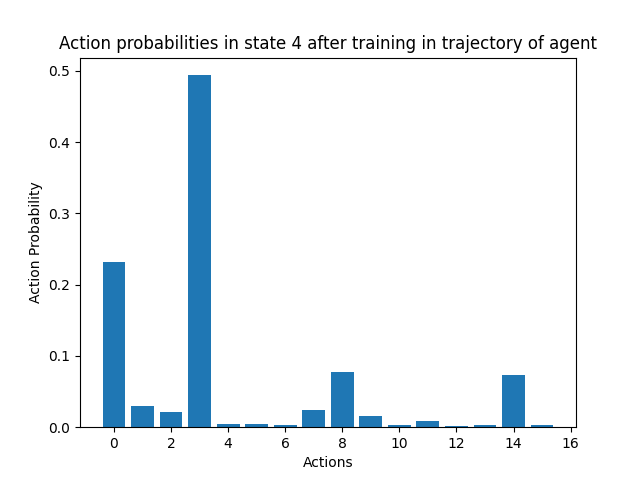 Action probabilities in state 4 after training in trajectory of agent
0.5
0.4
0.3
0.2
0.1
0.0
Action Probability
0 2 4 6 8 10 12 14 16
Actions